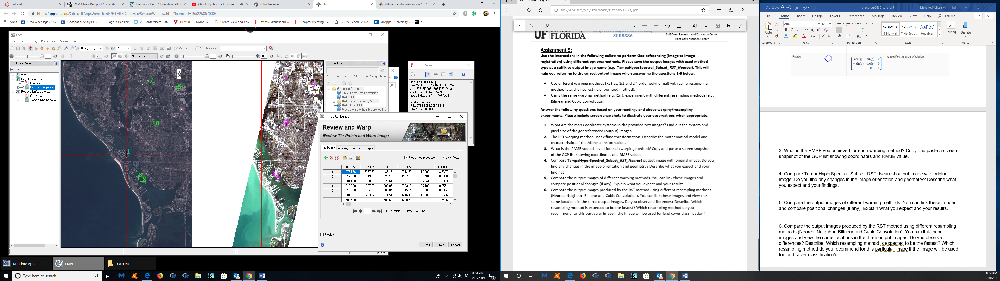 Tutorial 5
DS-11 New Passport Application
Fieldwork Fails: A Live Storytellin
(3) lofi hip hop radio - beats
Citrix Receiver
ENVI
Affine Transformation - MATLAB
https://apps.ufl.edu/Citrix/UFAppsWeb/clients/HTML5Client/src/SessionWindow.html?launchid=1552258670003
Apps
Grad Openings » D...
Geospatial Analysis ...
Logout Redirect
23 Conferences Dat...
REMOTE SENSING ...
Create, view and ed...
https://virtuallearn...
Chapter Meeting – ...
GSAW-Schedule-De...
UFApps - University...
a
ENVI
File Edit Display Placemarks Views Help
80% (1:1.3)
0°
Vectors
Annotations
Go To
50
20
No stretch
10
0
Layer Manager
View
Registration Base View
Overview
Landsat_tampa.img
Registration Warp View
Overview
TampaHyperSpectral_S
7
6
10
1
8
9
N
7
6
10
1
8
9
N
Toolbox
/Geometric Correction/Registration/Image Regis
Geometric Correction
ASCII Coordinate Conversion
Build GLT
Build Geometry File by Sensor
Build Super GLT
Generate GCPs from Reference Ima
Cursor Value
View #2 [CURRENT]
Geo: 27°46'48.52"N,82°45'41.55"W
Map: 326435.0061,3074092.0419
MGRS: 17RLL2643574092
Proj: UTM, Zone 17 N, WGS-84
Landsat_tampa.img
File: 5764.3599,2567.6213
Data: [97, 91, 104]
Image Registration
Review and Warp
Review Tie Points and Warp Image
Tie Points Warping Parameters Export
Predict Warp Location
Link Views
BASEX BASEY WARPX WARPY SCORE ERROR
1 5764.36 2567.62 487.17 5042.60 1.0000 3.9307
2 6128.00 1643.00 825.10 4167.00 0.7461 0.3390
3 5814.00 3060.00 525.64 5511.81 0.7041 1.6303
4 6188.00 1387.00 882.85 3923.16 0.7196 0.9551
5 6169.00 1094.00 865.04 3645.01 0.7060 0.9064
6 6010.61 2253.87 714.51 4746.43 1.0000 1.8556
7 5877.00 2224.00 587.50 4718.58 0.6616 1.7436
1
11 Tie Points
RMS Error: 1.6539
Preview
< Back
Finish
Cancel
Runtime App
ENVI
OUTPUT
Type here to search
8:04 PM
3/10/2019
Tutorial5 (3).pdf
file:///C:/Users/Mel/Downloads/Tutorial5%20(3).pdf
7 of 7
UF FLORIDA
SUR5386
Gulf Coast Research and Education Center
Plant City Education Center
Assignment 5:
Use the instructions in the following bullets to perform Geo-referencing (Image to Image
registration) using different options/methods. Please save the output images with used method
type as a suffix to output image name (e.g. TampaHyperSpectral_Subset_RST_Nearest). This will
help you referring to the correct output image when answering the questions 1-6 below.
• Use different warping methods (RST vs. 1st and 2nd order polynomial) with same resampling
method (e.g. the nearest neighborhood method).
• Using the same warping method (e.g. RST), experiment with different resampling methods (e.g.
Bilinear and Cubic Convolution).
Answer the following questions based on your readings and above warping/resampling
experiments. Please include screen snap shots to illustrate your observations when appropriate.
1. What are the map Coordinate systems in the provided two images? Find out the system and
pixel size of the georeferenced (output) images.
2. The RST warping method uses Affine transformation. Describe the mathematical model and
characteristics of the Affine transformation.
3. What is the RMSE you achieved for each warping method? Copy and paste a screen snapshot
of the GCP list showing coordinates and RMSE value.
4. Compare TampaHyperSpectral_Subset_RST_Nearest output image with original image. Do you
find any changes in the image orientation and geometry? Describe what you expect and your
findings.
5. Compare the output images of different warping methods. You can link these images and
compare positional changes (if any). Explain what you expect and your results.
6. Compare the output images produced by the RST method using different resampling methods
(Nearest Neighbor, Bilinear and Cubic Convolution). You can link these images and view the
same locations in the three output images. Do you observe differences? Describe. Which
resampling method is expected to be the fastest? Which resampling method do you
recommend for this particular image if the image will be used for land cover classification?
AutoSave Off
moreno_sur5386_tutorial5
Moreno,Melissa M
File Home Insert Design Layout References Mailings Review View Help Tell me
Paste
Arial
12
AaBbCcDc AaBbCcDc AaBbCc
¶ Normal ¶ No Spac... Heading 1
Editing
Dictate
Clipboard Font Paragraph Styles Voice
Rotation
cos(q) sin(q) 0
−sin(q) cos(q) 0
0 0 1
q specifies the angle of rotation.
3. What is the RMSE you achieved for each warping method? Copy and paste a screen
snapshot of the GCP list showing coordinates and RMSE value.
4. Compare TampaHyperSpectral_Subset_RST_Nearest output image with original
image. Do you find any changes in the image orientation and geometry? Describe what
you expect and your findings.
5. Compare the output images of different warping methods. You can link these images
and compare positional changes (if any). Explain what you expect and your results.
6. Compare the output images produced by the RST method using different resampling
methods (Nearest Neighbor, Bilinear and Cubic Convolution). You can link these
images and view the same locations in the three output images. Do you observe
differences? Describe. Which resampling method is expected to be the fastest? Which
resampling method do you recommend for this particular image if the image will be used
for land cover classification?
8:04 PM
3/10/2019